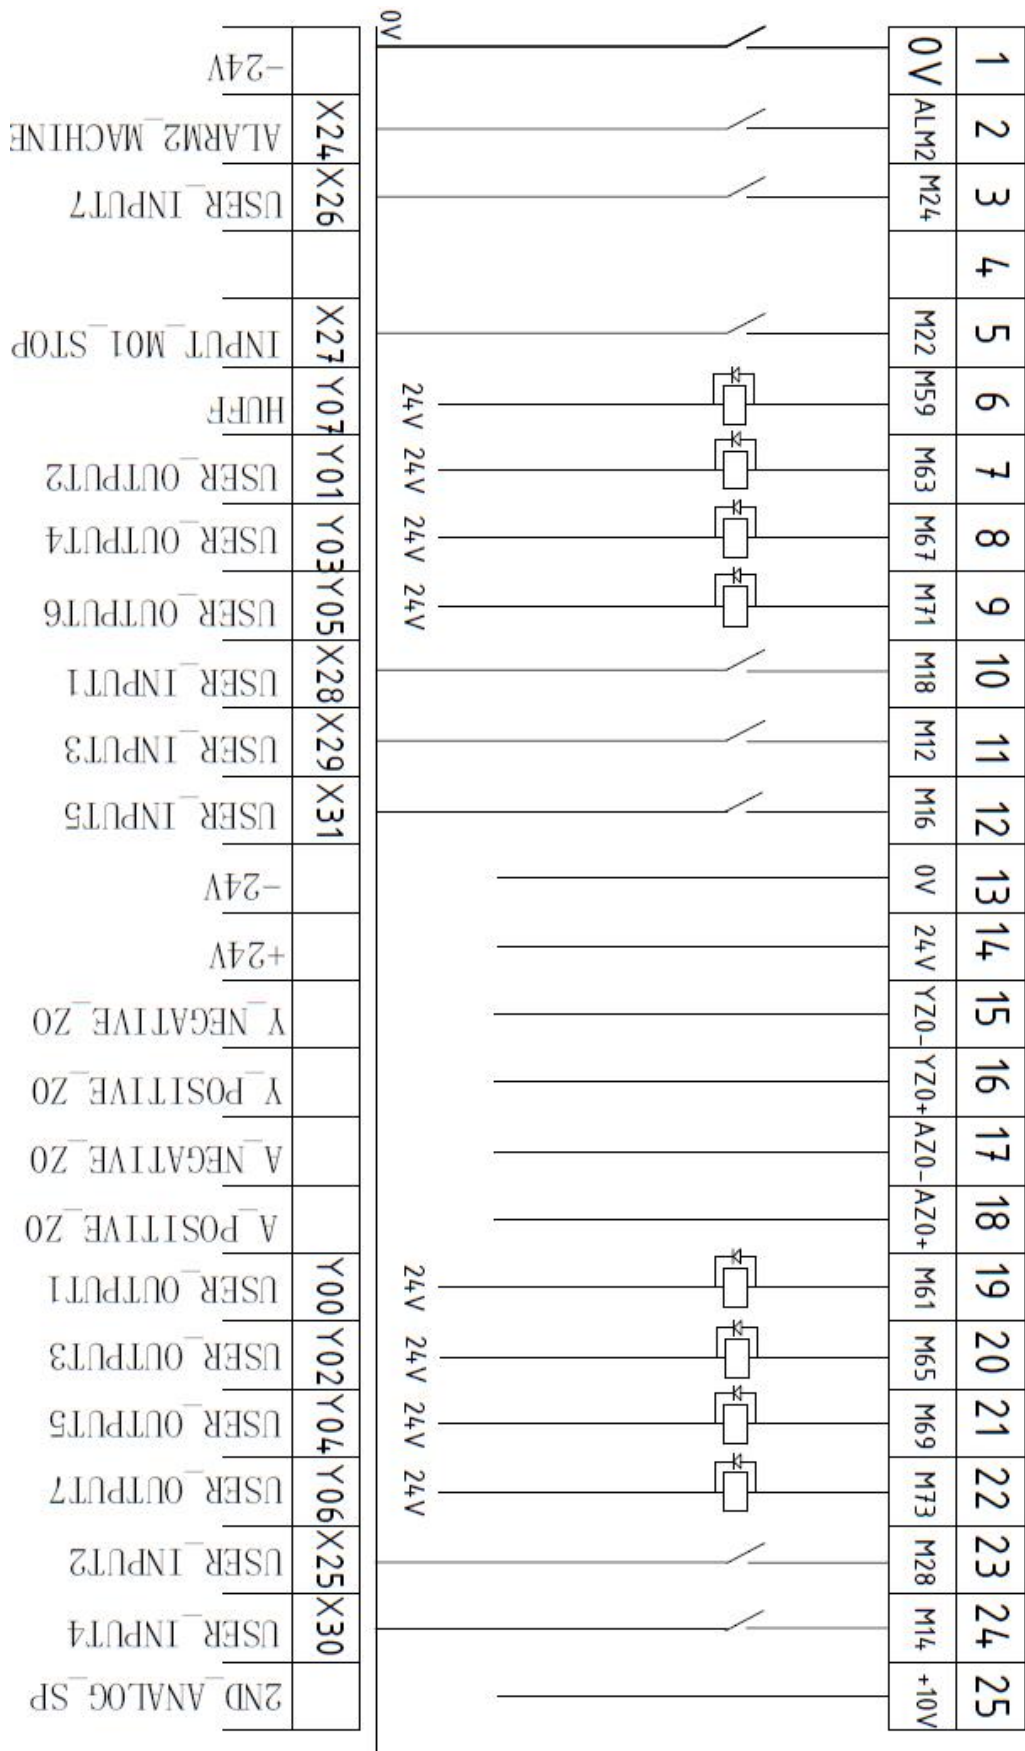 0V
-24V 0V 1
ALARM2_MACHINE X24 ALM2 2
USER_INPUT7 X26 M24 3
4
INPUT_M01_STOP X27 M22 5
HUFF Y07 24V M59 6
USER_OUTPUT2 Y01 24V M63 7
USER_OUTPUT4 Y03 24V M67 8
USER_OUTPUT6 Y05 24V M71 9
USER_INPUT1 X28 M18 10
USER_INPUT3 X29 M12 11
USER_INPUT5 X31 M16 12
-24V 0V 13
+24V 24V 14
Y_NEGATIVE_Z0 YZ0- 15
Y_POSITIVE_Z0 YZ0+ 16
A_NEGATIVE_Z0 AZ0- 17
A_POSITIVE_Z0 AZ0+ 18
USER_OUTPUT1 Y00 24V M61 19
USER_OUTPUT3 Y02 24V M65 20
USER_OUTPUT5 Y04 24V M69 21
USER_OUTPUT7 Y06 24V M73 22
USER_INPUT2 X25 M28 23
USER_INPUT4 X30 M14 24
2ND_ANALOG_SP +10V 25